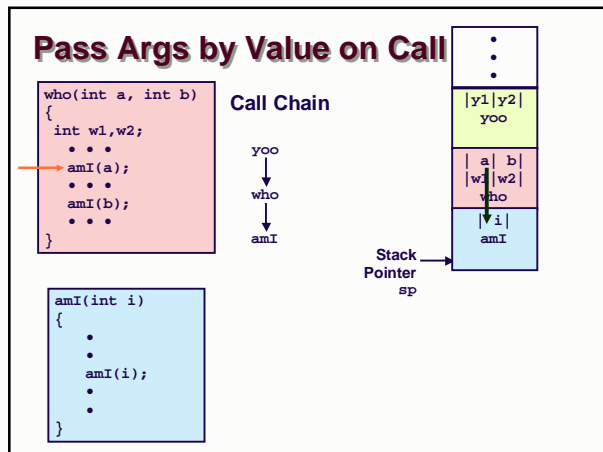 Pass Args by Value on Call
who(int a, int b)
{
int w1,w2;
• • •
amI(a);
• • •
amI(b);
• • •
}
Call Chain
yoo
who
amI
•
•
•
|y1|y2|
yoo
| a| b|
|w1|w2|
who
| i|
amI
Stack
Pointer
sp
amI(int i)
{
•
•
amI(i);
•
•
}